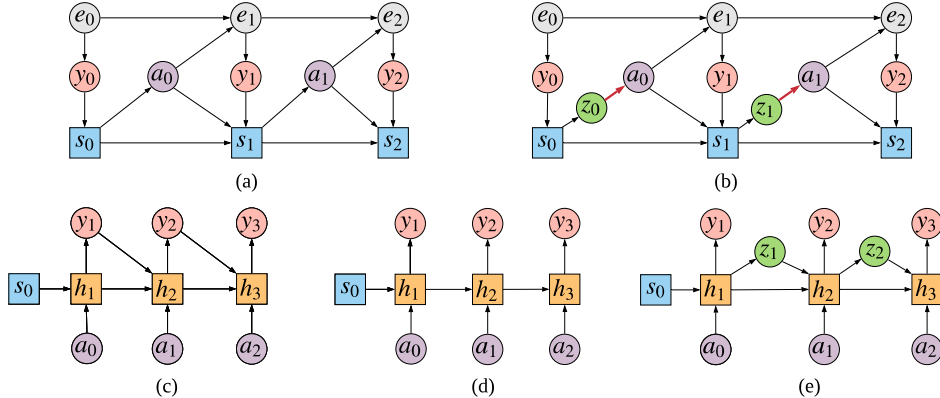 e₀ e₁ e₂ e₀ e₁ e₂
y₀ a₀ y₁ a₁ y₂ y₀ a₀ y₁ a₁ y₂
z₀ z₁
s₀ s₁ s₂ s₀ s₁ s₂
(a) (b)
y₁ y₂ y₃ y₁ y₂ y₃ y₁ y₂ y₃
z₁ z₂
s₀ h₁ h₂ h₃ s₀ h₁ h₂ h₃ s₀ h₁ h₂ h₃
a₀ a₁ a₂ a₀ a₁ a₂ a₀ a₁ a₂
(c) (d) (e)